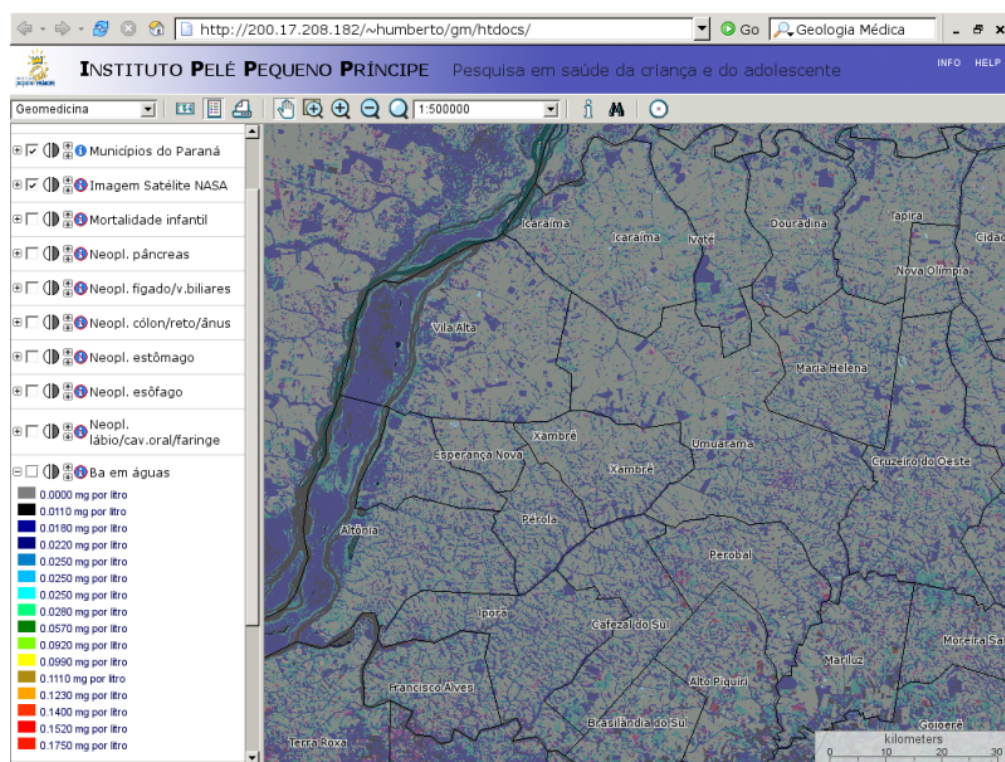 http://200.17.208.182/~humberto/gm/htdocs/
Go
Geologia Médica
INSTITUTO PELÉ PEQUENO PRÍNCIPE
Pesquisa em saúde da criança e do adolescente
INFO HELP
Geomedicina
1:500000
Municípios do Paraná
Imagem Satélite NASA
Mortalidade infantil
Neopl. pâncreas
Neopl. fígado/v.biliares
Neopl. cólon/reto/ânus
Neopl. estômago
Neopl. esôfago
Neopl.
lábio/cav.oral/faringe
Ba em águas
0.0000 mg por litro
0.0110 mg por litro
0.0180 mg por litro
0.0220 mg por litro
0.0250 mg por litro
0.0250 mg por litro
0.0250 mg por litro
0.0280 mg por litro
0.0570 mg por litro
0.0920 mg por litro
0.0990 mg por litro
0.1110 mg por litro
0.1230 mg por litro
0.1400 mg por litro
0.1520 mg por litro
0.1750 mg por litro
Icaraíma
Icaraíma
Ivaté
Douradina
Tapira
Cidad
Nova Olímpia
Vila Alta
Maria Helena
Xambrê
Esperança Nova
Umuarama
Xambrê
Cruzeiro do Oeste
Pérola
Altônia
Perobal
Iporã
Cafezal do Sul
Moreira Sa
Mariluz
Francisco Alves
Alto Piquiri
Brasilândia do Sul
Goioerê
Terra Roxa
kilometers
0 10 20 30